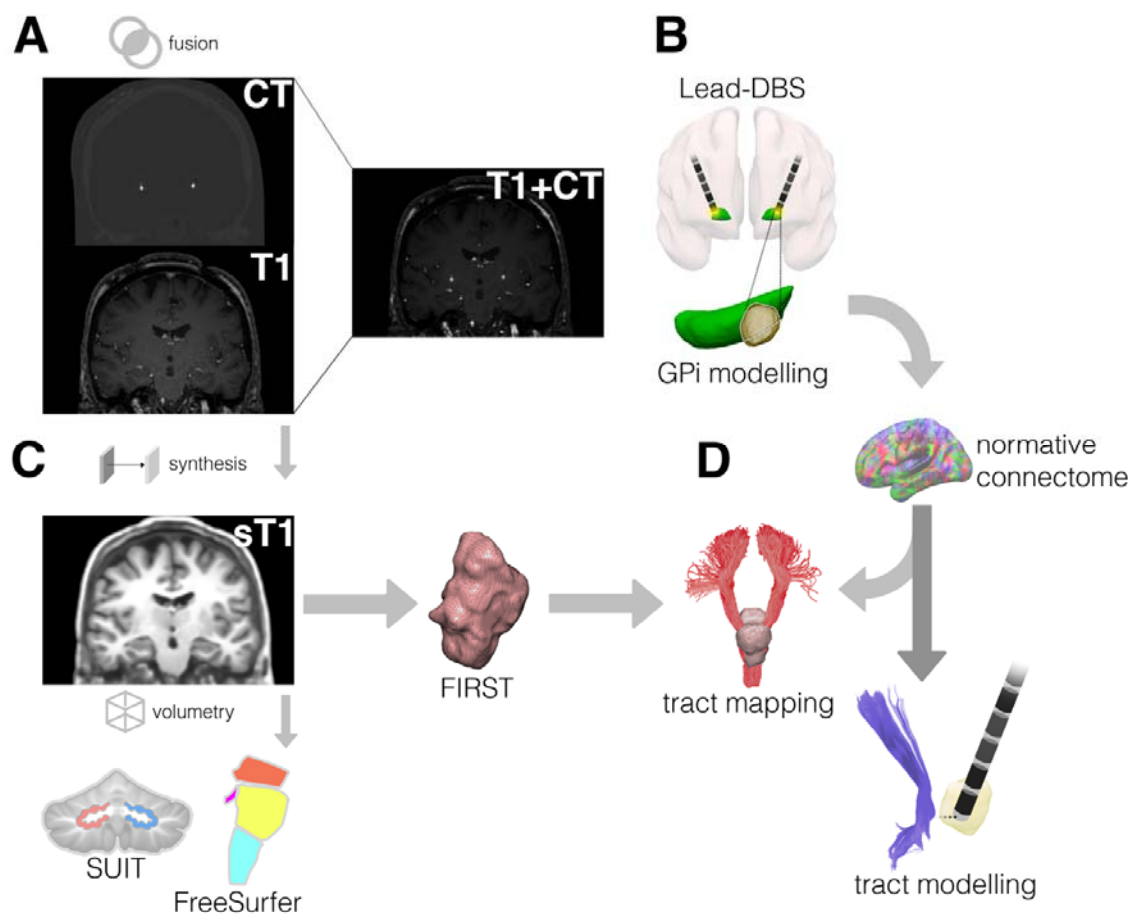 A
fusion
CT
T1
T1+CT
B
Lead-DBS
GPi modelling
normative
connectome
C
synthesis
sT1
volumetry
SUIT
FreeSurfer
FIRST
D
tract mapping
tract modelling